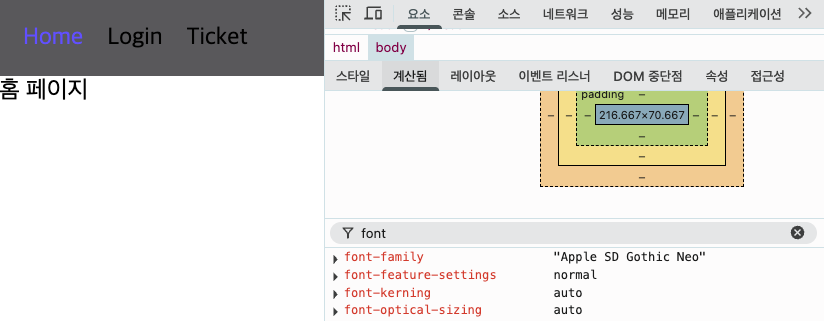 Home Login Ticket
홈 페이지
요소 콘솔 소스 네트워크 성능 메모리 애플리케이션
html body
스타일 계산됨 레이아웃 이벤트 리스너 DOM 중단점 속성 접근성
padding –
– – 216.667×70.667 – –
–
–
–
font
font-family "Apple SD Gothic Neo"
font-feature-settings normal
font-kerning auto
font-optical-sizing auto